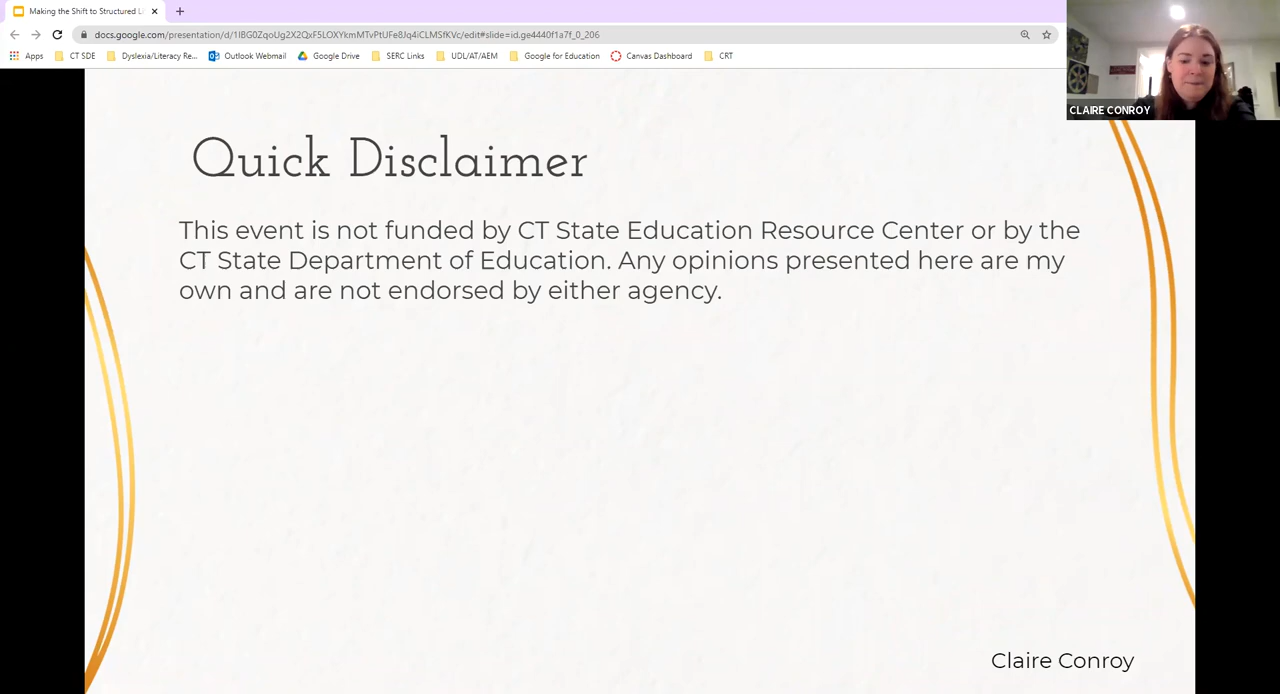 Making the Shift to Structured Li
docs.google.com/presentation/d/1IBG0ZqoUg2X2QxF5LOXYkmMTvPtUFe8Jq4iCLMSfKVc/edit#slide=id.ge4440f1a7f_0_206
Apps CT SDE Dyslexia/Literacy Re... Outlook Webmail Google Drive SERC Links UDL/AT/AEM Google for Education Canvas Dashboard CRT
CLAIRE CONROY
Quick Disclaimer
This event is not funded by CT State Education Resource Center or by the
CT State Department of Education. Any opinions presented here are my
own and are not endorsed by either agency.
Claire Conroy